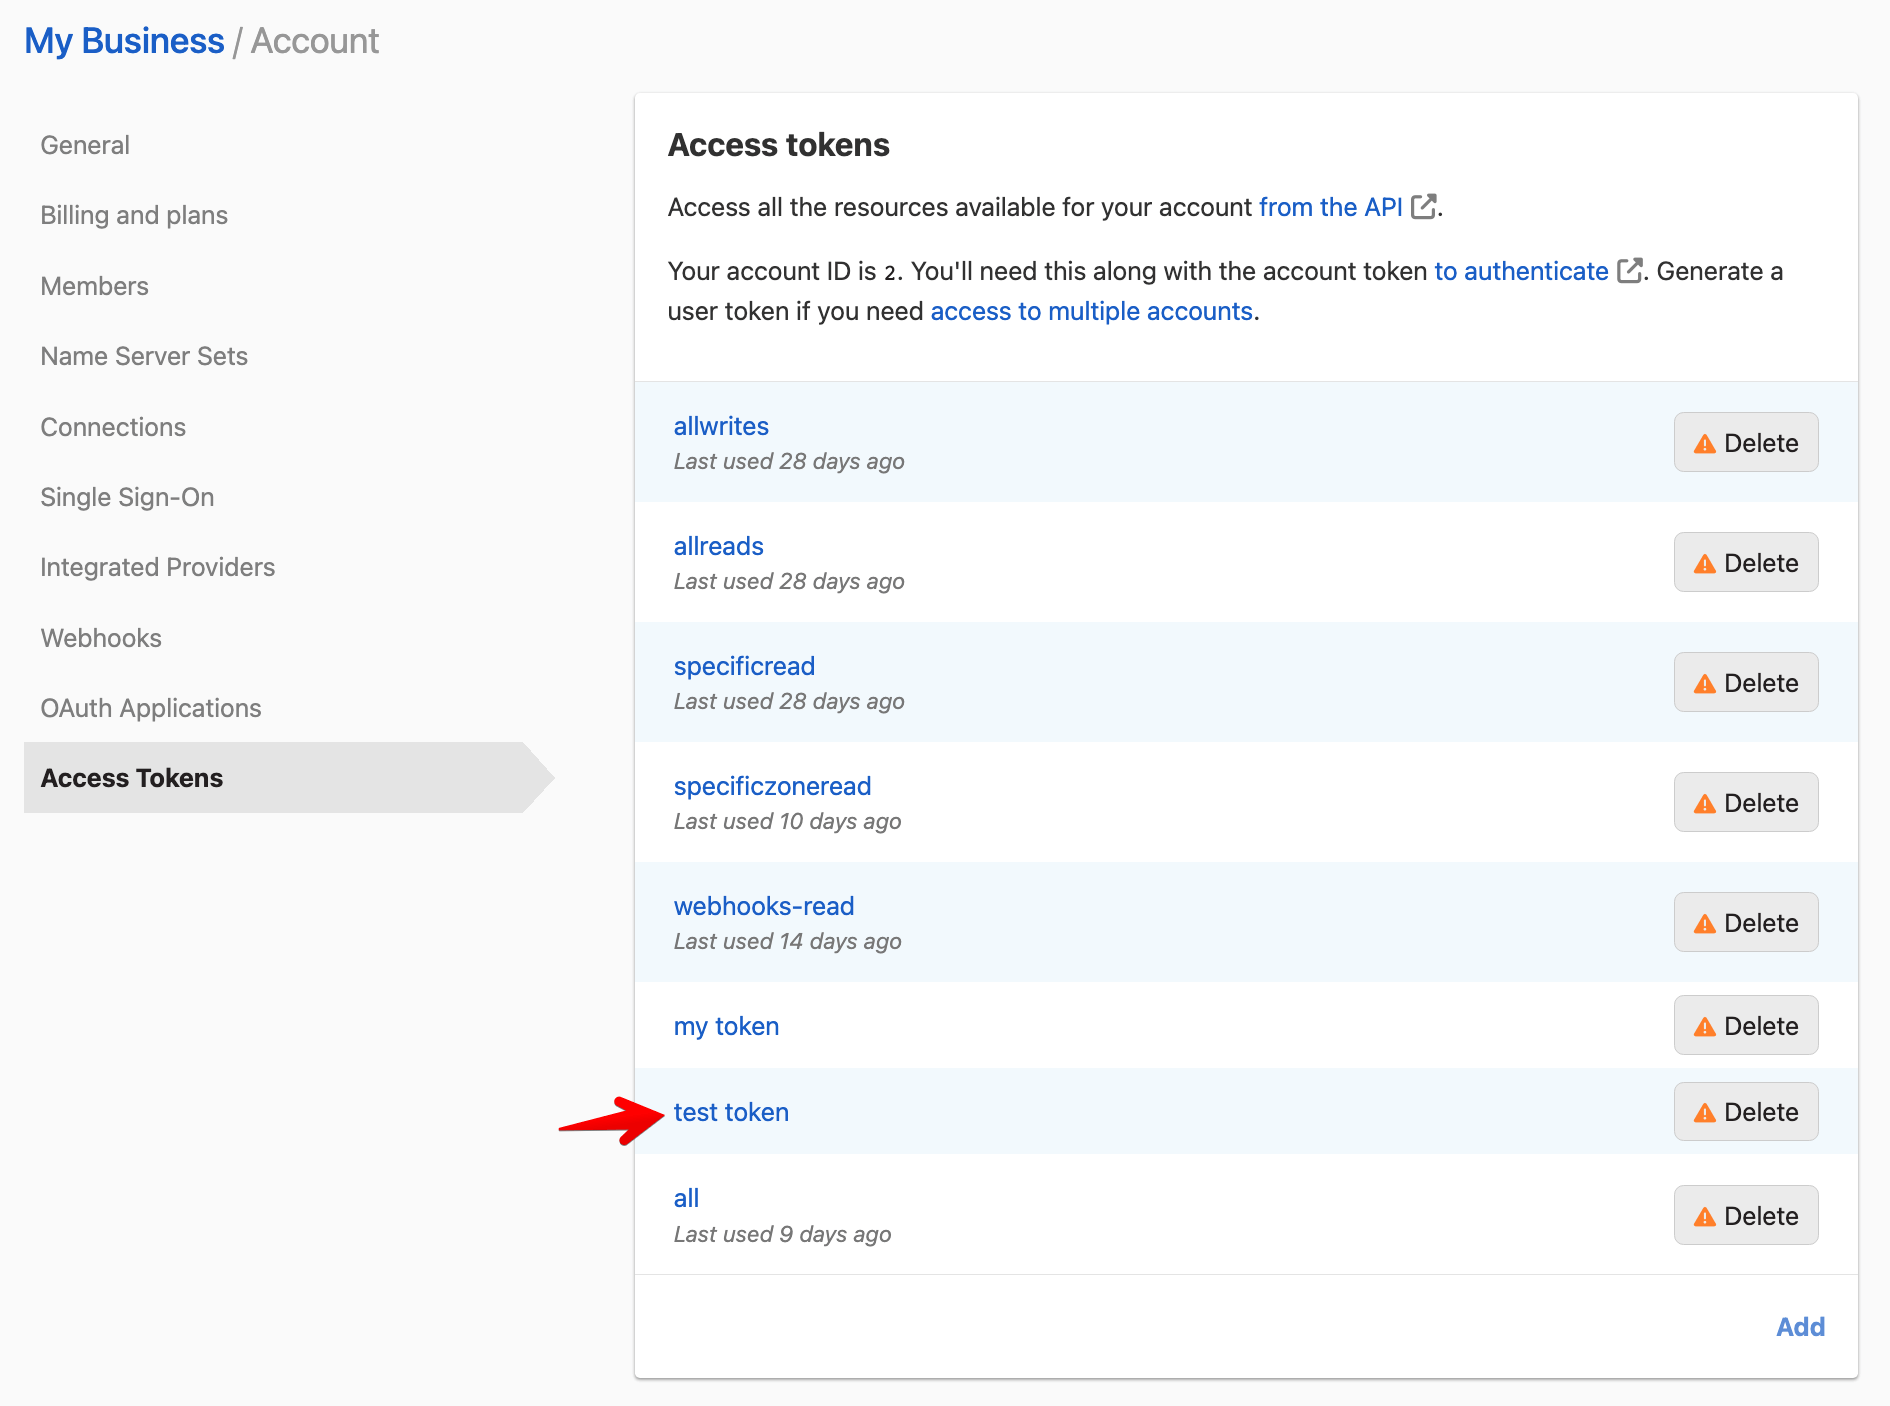 My Business / Account
General
Billing and plans
Members
Name Server Sets
Connections
Single Sign-On
Integrated Providers
Webhooks
OAuth Applications
Access Tokens
Access tokens
Access all the resources available for your account from the API.
Your account ID is 2. You'll need this along with the account token to authenticate. Generate a
user token if you need access to multiple accounts.
allwrites
Last used 28 days ago
Delete
allreads
Last used 28 days ago
Delete
specificread
Last used 28 days ago
Delete
specificzoneread
Last used 10 days ago
Delete
webhooks-read
Last used 14 days ago
Delete
my token
Delete
test token
Delete
all
Last used 9 days ago
Delete
Add